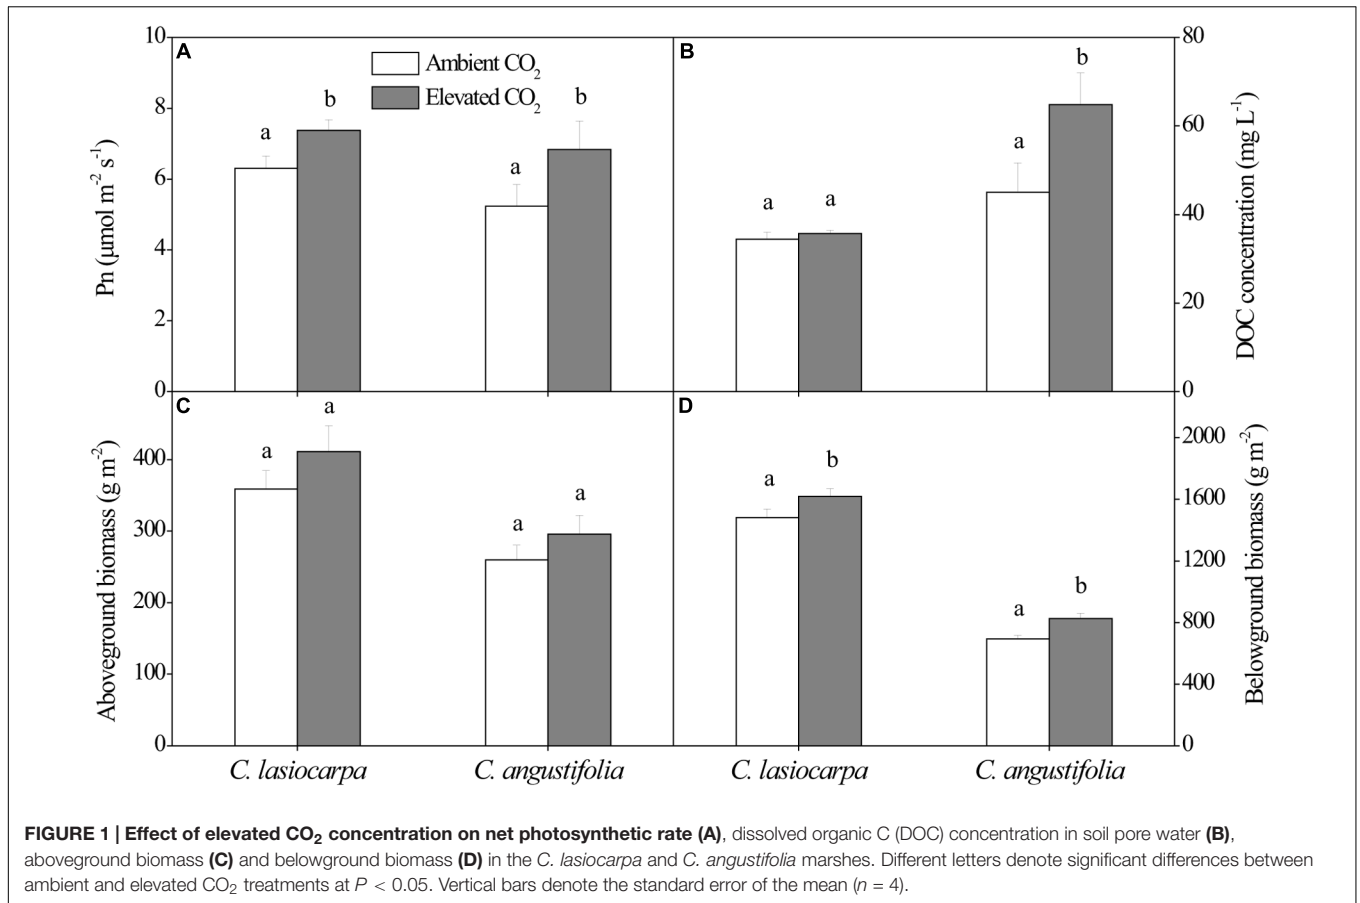 A
Ambient CO2
Elevated CO2
10
8
6
4
2
0
Pn (μmol m-2 s-1)
a
b
a
b
B
80
60
40
20
0
DOC concentration (mg L-1)
a
a
a
b
C
400
300
200
100
0
Aboveground biomass (g m-2)
a
a
a
a
D
2000
1600
1200
800
400
0
Belowground biomass (g m-2)
a
b
a
b
C. lasiocarpa
C. angustifolia
C. lasiocarpa
C. angustifolia
FIGURE 1 | Effect of elevated CO2 concentration on net photosynthetic rate (A), dissolved organic C (DOC) concentration in soil pore water (B),
aboveground biomass (C) and belowground biomass (D) in the C. lasiocarpa and C. angustifolia marshes. Different letters denote significant differences between
ambient and elevated CO2 treatments at P < 0.05. Vertical bars denote the standard error of the mean (n = 4).